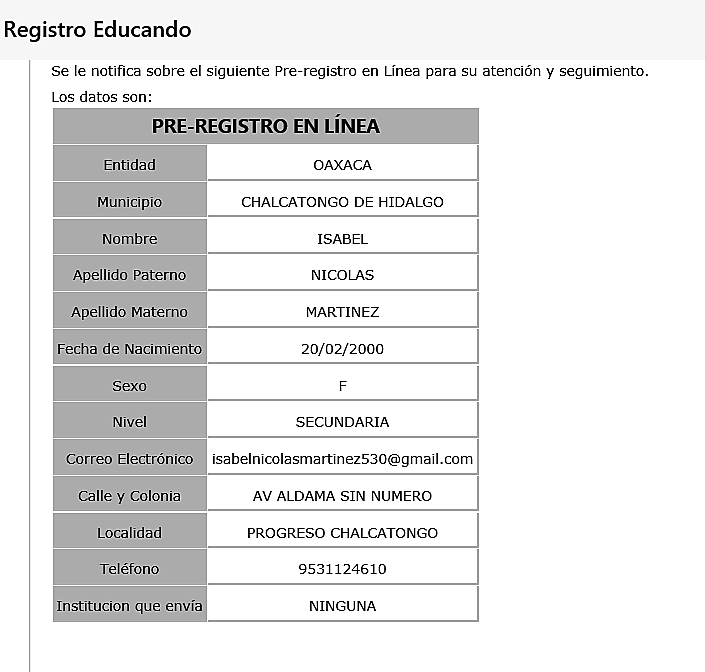 Registro Educando
Se le notifica sobre el siguiente Pre-registro en Línea para su atención y seguimiento.
Los datos son:
PRE-REGISTRO EN LÍNEA
Entidad OAXACA
Municipio CHALCATONGO DE HIDALGO
Nombre ISABEL
Apellido Paterno NICOLAS
Apellido Materno MARTINEZ
Fecha de Nacimiento 20/02/2000
Sexo F
Nivel SECUNDARIA
Correo Electrónico isabelnicolasmartinez530@gmail.com
Calle y Colonia AV ALDAMA SIN NUMERO
Localidad PROGRESO CHALCATONGO
Teléfono 9531124610
Institucion que envía NINGUNA